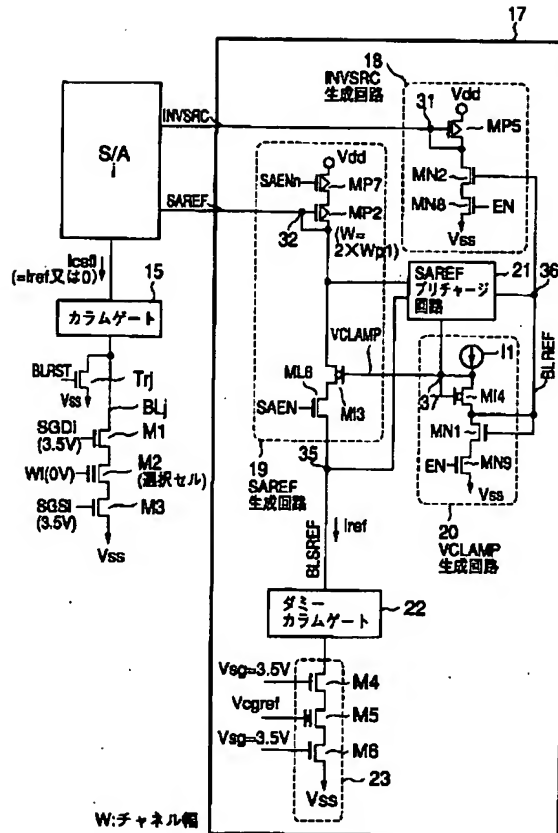 17
18
INVSRC
生成回路
31
Vdd
MP5
MN2
MN8
EN
Vss
INVSRC
S/A
i
SAREF
Vdd
SAENn
MP7
MP2
32
(W=
2×Wp1)
SAREF
プリチャージ
回路
21
36
BLREF
(=Iref又は0)
15
カラムゲート
BLRST
Trj
Vss
BLj
SGDi
(3.5V)
M1
M2
(選択セル)
WI(0V)
SGSi
(3.5V)
M3
Vss
VCLAMP
I1
37
MI4
MN1
EN
MN9
Vss
20
VCLAMP
生成回路
ML6
SAEN
MI3
19
SAREF
生成回路
35
Iref
BLSREF
ダミー
カラムゲート
22
Vsg=3.5V
M4
Vcgref
M5
Vsg=3.5V
M6
Vss
23
W:チャネル幅